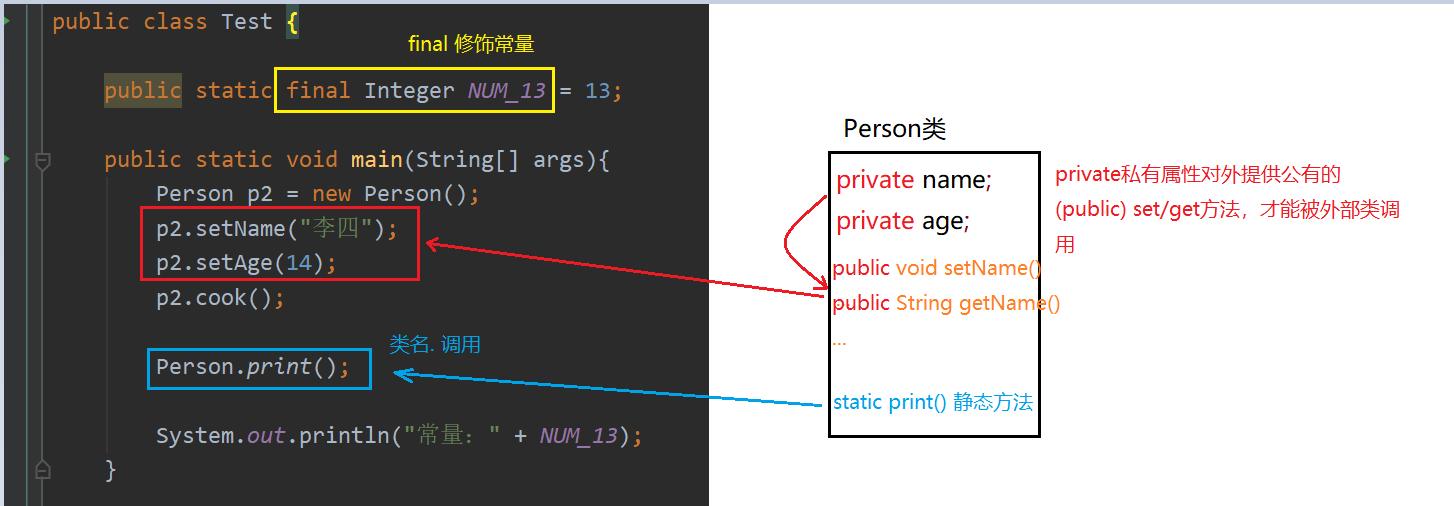 public class Test {
final 修饰常量
public static final Integer NUM_13 = 13;
public static void main(String[] args){
Person p2 = new Person();
p2.setName("李四");
p2.setAge(14);
p2.cook();
类名. 调用
Person.print();
System.out.println("常量：" + NUM_13);
}
Person类
private name;
private age;
public void setName()
public String getName()
...
static print() 静态方法
private私有属性对外提供公有的
(public) set/get方法，才能被外部类调
用